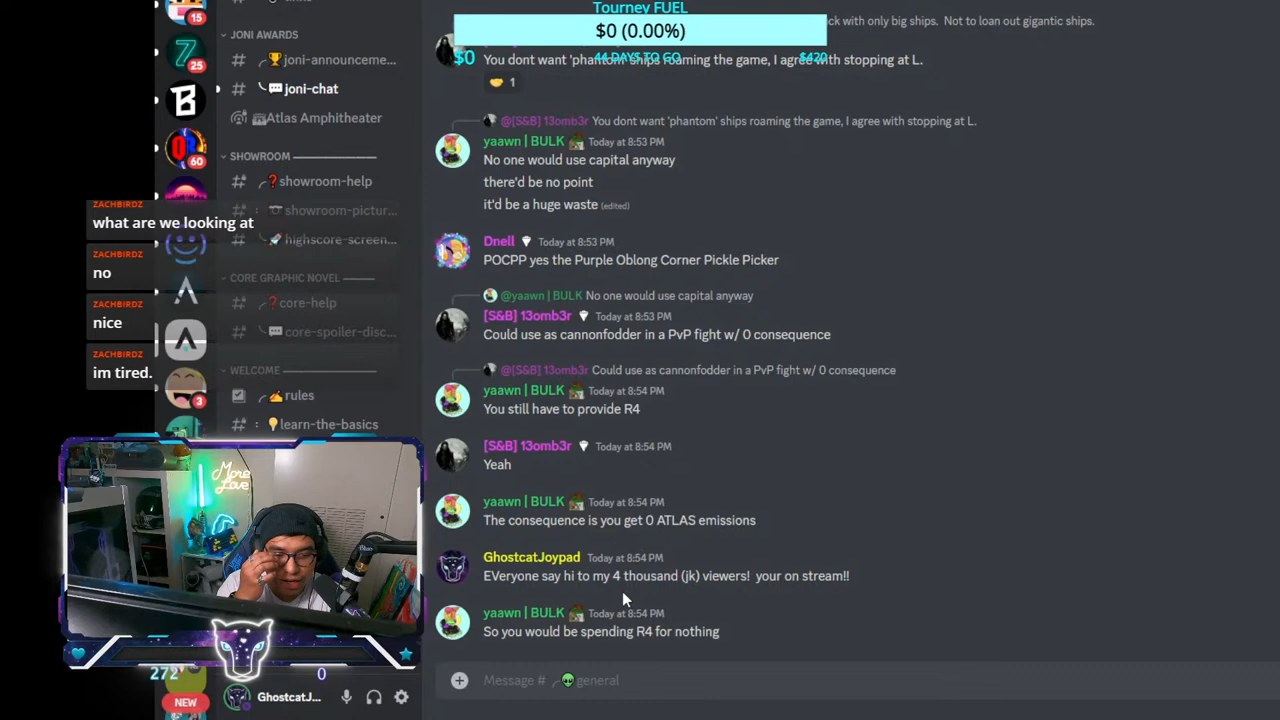 Tourney FUEL
$0 (0.00%)
$0
44 DAYS TO GO
$420
15
JONI AWARDS
joni-announceme...
25
joni-chat
Atlas Amphitheater
SHOWROOM
60
showroom-help
showroom-pictur...
highscore-screen...
CORE GRAPHIC NOVEL
core-help
core-spoiler-disc...
WELCOME
rules
3
learn-the-basics
ZACHBIRDZ
what are we looking at
ZACHBIRDZ
no
ZACHBIRDZ
nice
ZACHBIRDZ
im tired.
More
Love
272
0
NEW
GhostcatJ...
ck with only big ships. Not to loan out gigantic ships.
You dont want 'phantom' ships roaming the game, I agree with stopping at L.
1
@[S&B] 13omb3r You dont want 'phantom' ships roaming the game, I agree with stopping at L.
yaawn | BULK Today at 8:53 PM
No one would use capital anyway
there'd be no point
it'd be a huge waste (edited)
Dnell Today at 8:53 PM
POCPP yes the Purple Oblong Corner Pickle Picker
@yaawn | BULK No one would use capital anyway
[S&B] 13omb3r Today at 8:53 PM
Could use as cannonfodder in a PvP fight w/ 0 consequence
@[S&B] 13omb3r Could use as cannonfodder in a PvP fight w/ 0 consequence
yaawn | BULK Today at 8:54 PM
You still have to provide R4
[S&B] 13omb3r Today at 8:54 PM
Yeah
yaawn | BULK Today at 8:54 PM
The consequence is you get 0 ATLAS emissions
GhostcatJoypad Today at 8:54 PM
EVeryone say hi to my 4 thousand (jk) viewers! your on stream!!
yaawn | BULK Today at 8:54 PM
So you would be spending R4 for nothing
Message # general